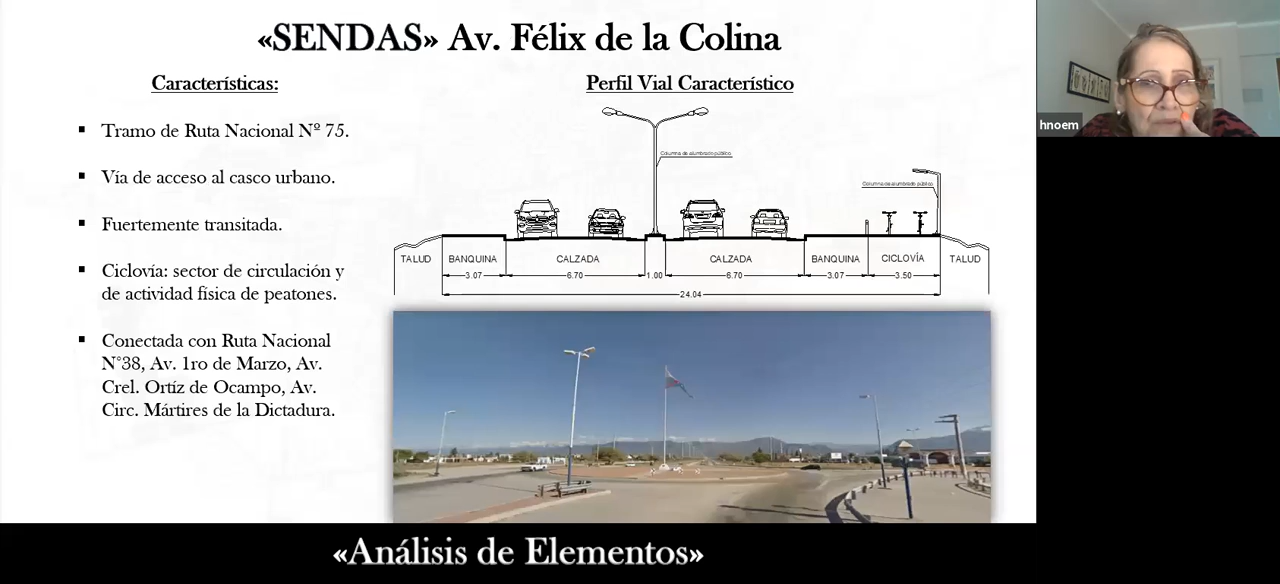 «SENDAS» Av. Félix de la Colina
Características:
▪ Tramo de Ruta Nacional Nº 75.
▪ Vía de acceso al casco urbano.
▪ Fuertemente transitada.
▪ Ciclovía: sector de circulación y
de actividad física de peatones.
▪ Conectada con Ruta Nacional
N°38, Av. 1ro de Marzo, Av.
Crel. Ortíz de Ocampo, Av.
Circ. Mártires de la Dictadura.
Perfil Vial Característico
Columna de alumbrado público
Columna de alumbrado público
TALUD BANQUINA CALZADA CALZADA BANQUINA CICLOVÍA TALUD
3.07 6.70 1.00 6.70 3.07 3.50
24.04
«Análisis de Elementos»
hnoem